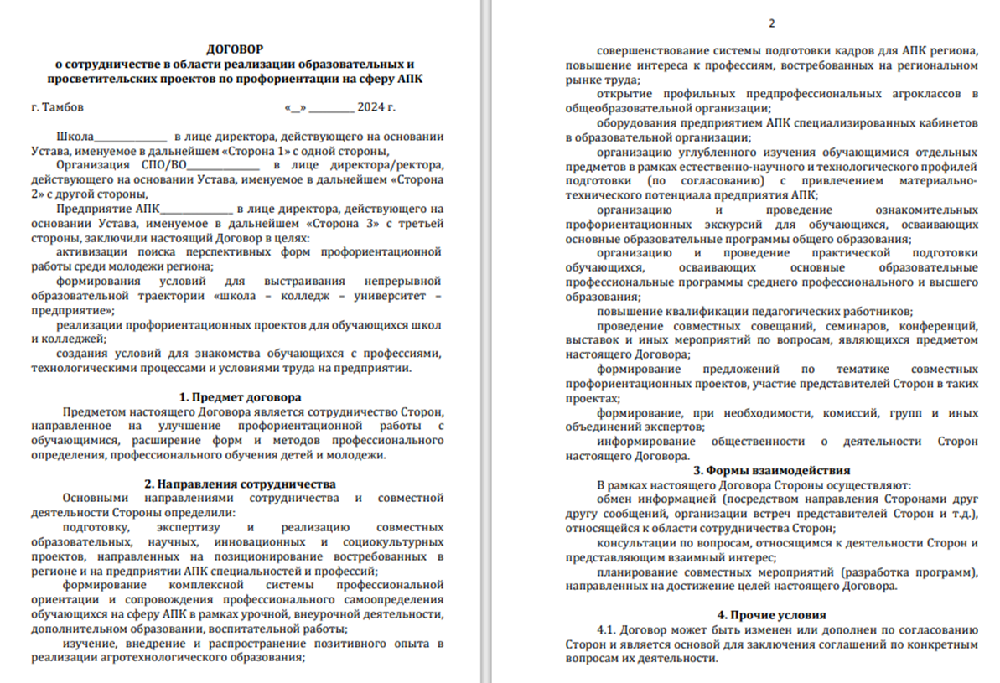 ДОГОВОР
о сотрудничестве в области реализации образовательных и
просветительских проектов по профориентации на сферу АПК
г. Тамбов «__» _________ 2024 г.
Школа______________ в лице директора, действующего на основании
Устава, именуемое в дальнейшем «Сторона 1» с одной стороны,
Организация СПО/ВО______________ в лице директора/ректора,
действующего на основании Устава, именуемое в дальнейшем «Сторона
2» с другой стороны,
Предприятие АПК______________ в лице директора, действующего на
основании Устава, именуемое в дальнейшем «Сторона 3» с третьей
стороны, заключили настоящий Договор в целях:
активизации поиска перспективных форм профориентационной
работы среди молодежи региона;
формирования условий для выстраивания непрерывной
образовательной траектории «школа – колледж – университет –
предприятие»;
реализации профориентационных проектов для обучающихся школ
и колледжей;
создания условий для знакомства обучающихся с профессиями,
технологическими процессами и условиями труда на предприятии.
1. Предмет договора
Предметом настоящего Договора является сотрудничество Сторон,
направленное на улучшение профориентационной работы с
обучающимися, расширение форм и методов профессионального
определения, профессионального обучения детей и молодежи.
2. Направления сотрудничества
Основными направлениями сотрудничества и совместной
деятельности Стороны определили:
подготовку, экспертизу и реализацию совместных
образовательных, научных, инновационных и социокультурных
проектов, направленных на позиционирование востребованных в
регионе и на предприятии АПК специальностей и профессий;
формирование комплексной системы профессиональной
ориентации и сопровождения профессионального самоопределения
обучающихся на сферу АПК в рамках урочной, внеурочной деятельности,
дополнительном образовании, воспитательной работы;
изучение, внедрение и распространение позитивного опыта в
реализации агротехнологического образования;
2
совершенствование системы подготовки кадров для АПК региона,
повышение интереса к профессиям, востребованных на региональном
рынке труда;
открытие профильных предпрофессиональных агроклассов в
общеобразовательной организации;
оборудования предприятием АПК специализированных кабинетов
в образовательной организации;
организацию углубленного изучения обучающимися отдельных
предметов в рамках естественно-научного и технологического профилей
подготовки (по согласованию) с привлечением материально-
технического потенциала предприятия АПК;
организацию и проведение ознакомительных
профориентационных экскурсий для обучающихся, осваивающих
основные образовательные программы общего образования;
организацию и проведение практической подготовки
обучающихся, осваивающих основные образовательные
профессиональные программы среднего профессионального и высшего
образования;
повышение квалификации педагогических работников;
проведение совместных совещаний, семинаров, конференций,
выставок и иных мероприятий по вопросам, являющихся предметом
настоящего Договора;
формирование предложений по тематике совместных
профориентационных проектов, участие представителей Сторон в таких
проектах;
формирование, при необходимости, комиссий, групп и иных
объединений экспертов;
информирование общественности о деятельности Сторон
настоящего Договора.
3. Формы взаимодействия
В рамках настоящего Договора Стороны осуществляют:
обмен информацией (посредством направления Сторонами друг
другу сообщений, организации встреч представителей Сторон и т.д.),
относящейся к области сотрудничества Сторон;
консультации по вопросам, относящимся к деятельности Сторон и
представляющим взаимный интерес;
планирование совместных мероприятий (разработка программ),
направленных на достижение целей настоящего Договора.
4. Прочие условия
4.1. Договор может быть изменен или дополнен по согласованию
Сторон и является основой для заключения соглашений по конкретным
вопросам их деятельности.